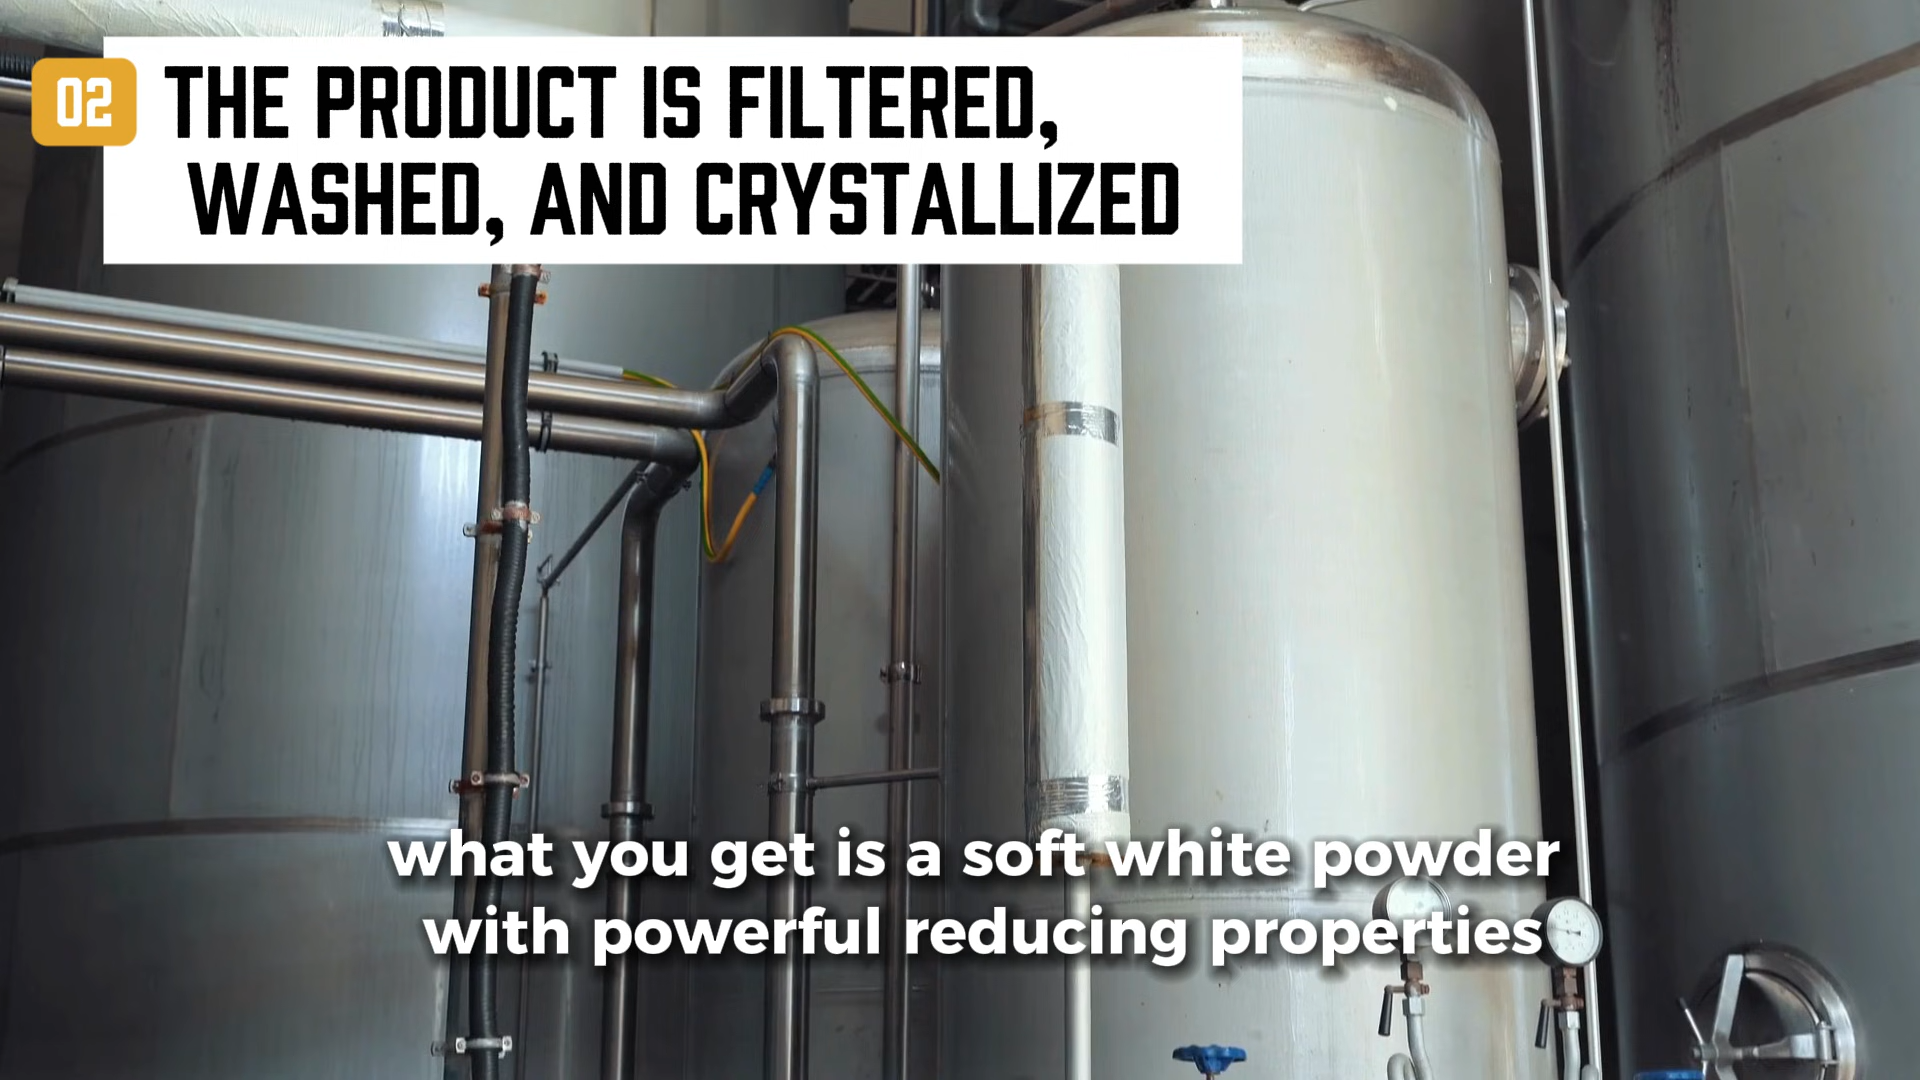 02
THE PRODUCT IS FILTERED,
WASHED, AND CRYSTALLIZED
what you get is a soft white powder
with powerful reducing properties